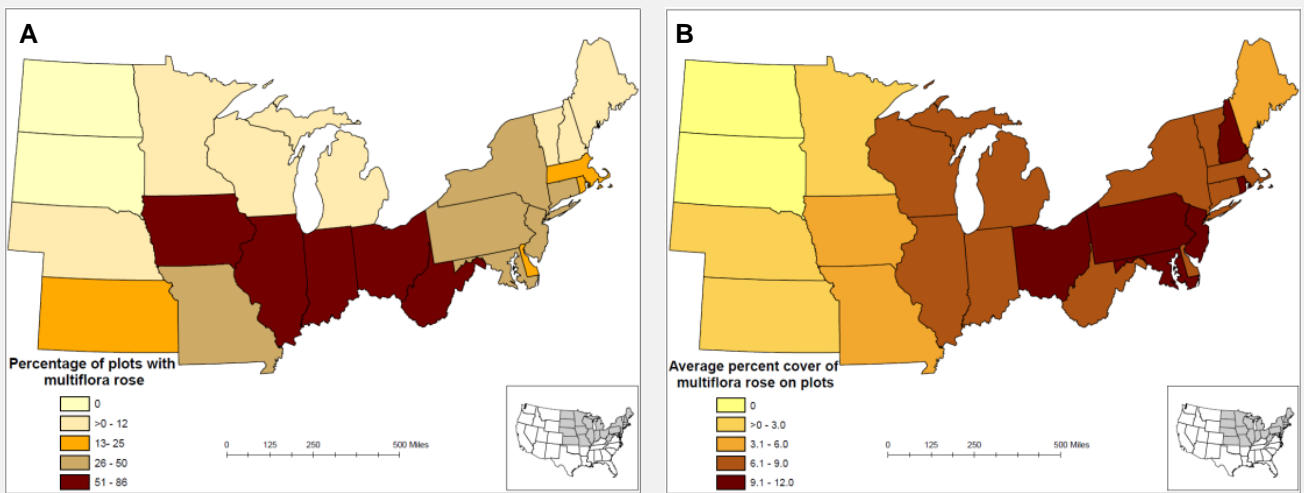 A
Percentage of plots with
multiflora rose
0
>0 - 12
13- 25
26 - 50
51 - 86
0 125 250 500 Miles
B
Average percent cover of
multiflora rose on plots
0
>0 - 3.0
3.1 - 6.0
6.1 - 9.0
9.1 - 12.0
0 125 250 500 Miles